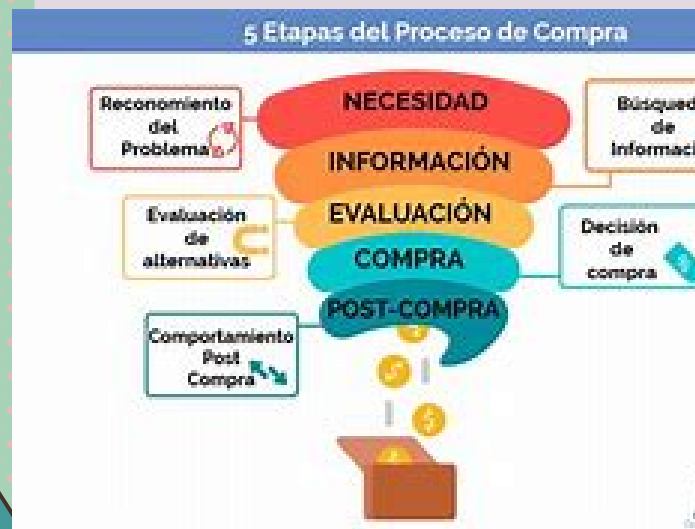 5 Etapas del Proceso de Compra
Reconomiento
del
Problema
NECESIDAD
Búsqued
de
Informaci
INFORMACIÓN
Evaluación
de
alternativas
EVALUACIÓN
Decisión
de
compra
COMPRA
POST-COMPRA
Comportamiento
Post
Compra